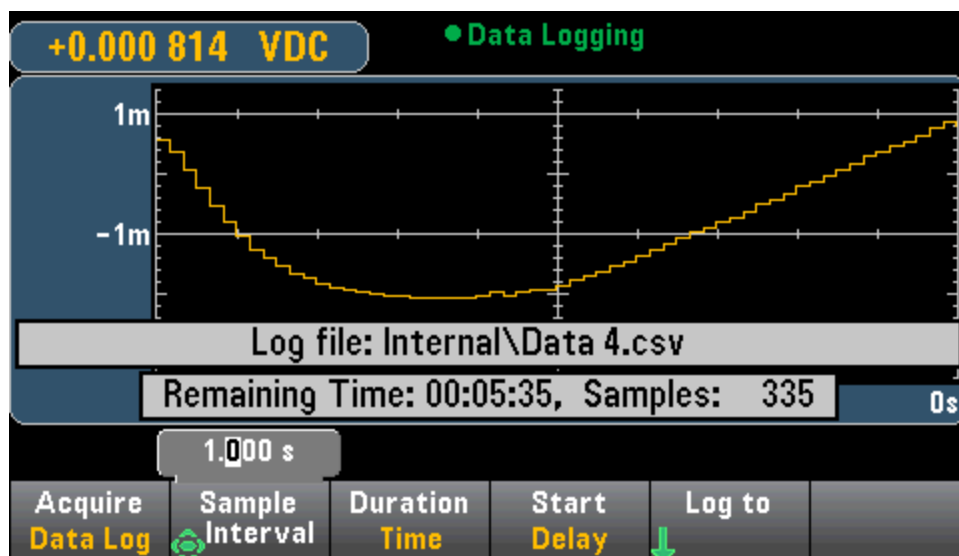 +0.000 814 VDC
Data Logging
1m
-1m
Log file: Internal\Data 4.csv
Remaining Time: 00:05:35, Samples: 335
0s
1.000 s
Acquire
Data Log
Sample
Interval
Duration
Time
Start
Delay
Log to